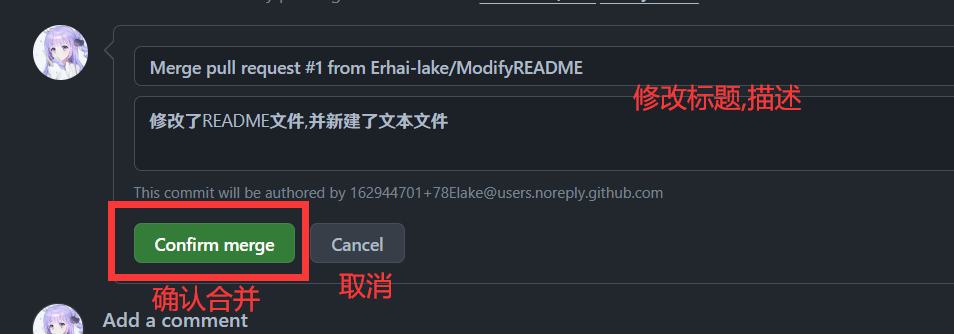 Merge pull request #1 from Erhai-lake/ModifyREADME
修改标题,描述
修改了README文件,并新建了文本文件
This commit will be authored by 162944701+78Elake@users.noreply.github.com
Confirm merge
Cancel
确认合并
取消
Add a comment